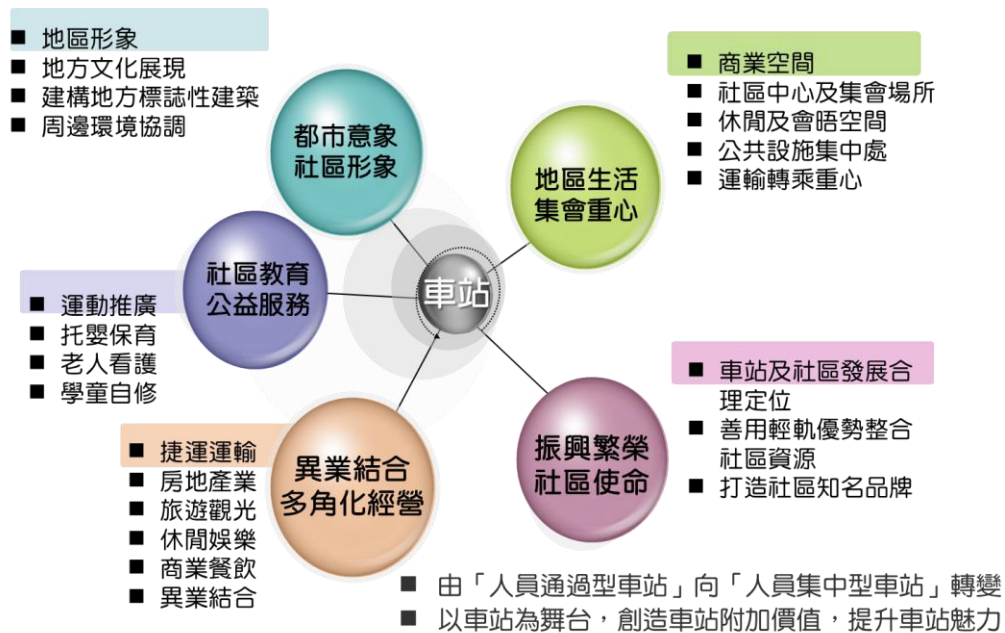 ■ 地區形象
■ 地方文化展現
■ 建構地方標誌性建築
■ 周邊環境協調
都市意象
社區形象
■ 商業空間
■ 社區中心及集會場所
■ 休閒及會晤空間
■ 公共設施集中處
■ 運輸轉乘重心
地區生活
集會重心
社區教育
公益服務
車站
■ 運動推廣
■ 托嬰保育
■ 老人看護
■ 學童自修
■ 車站及社區發展合
理定位
■ 善用輕軌優勢整合
社區資源
■ 打造社區知名品牌
振興繁榮
社區使命
■ 捷運運輸
■ 房地產業
■ 旅遊觀光
■ 休閒娛樂
■ 商業餐飲
■ 異業結合
異業結合
多角化經營
■ 由「人員通過型車站」向「人員集中型車站」轉變
■ 以車站為舞台，創造車站附加價值，提升車站魅力